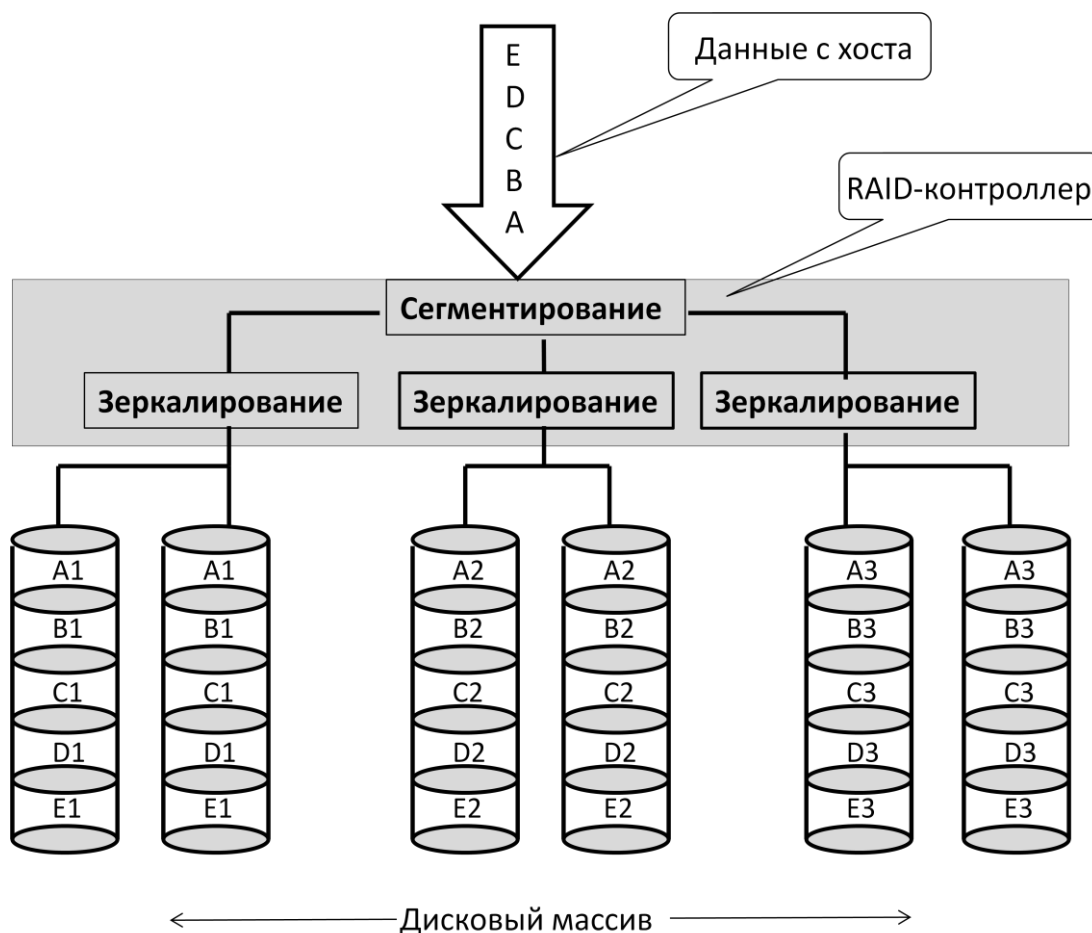 E
D
C
B
A
Данные с хоста
RAID-контроллер
Сегментирование
Зеркалирование Зеркалирование Зеркалирование
A1 A1 A2 A2 A3 A3
B1 B1 B2 B2 B3 B3
C1 C1 C2 C2 C3 C3
D1 D1 D2 D2 D3 D3
E1 E1 E2 E2 E3 E3
Дисковый массив